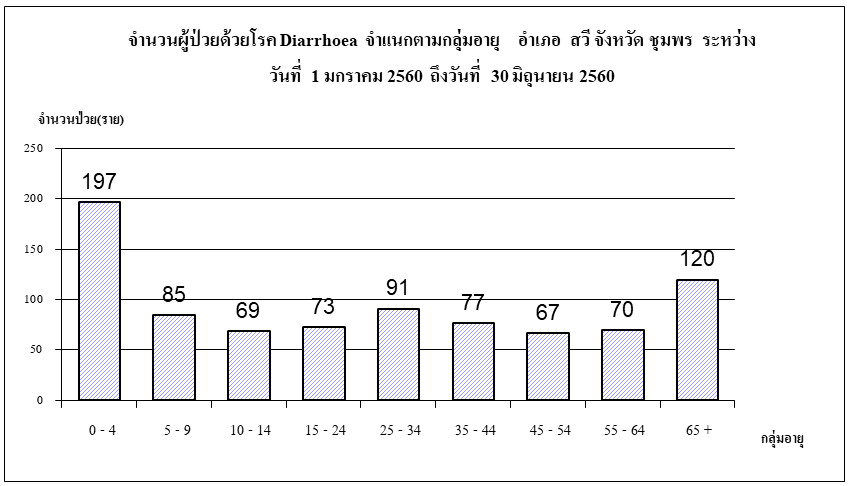 จำนวนผู้ป่วยด้วยโรค Diarrhoea จำแนกตามกลุ่มอายุ อำเภอ สวี จังหวัด ชุมพร ระหว่าง
วันที่ 1 มกราคม 2560 ถึงวันที่ 30 มิถุนายน 2560
จำนวนป่วย(ราย)
250
200
150
100
50
0
197
85
69
73
91
77
67
70
120
0 - 4
5 - 9
10 - 14
15 - 24
25 - 34
35 - 44
45 - 54
55 - 64
65 +
กลุ่มอายุ